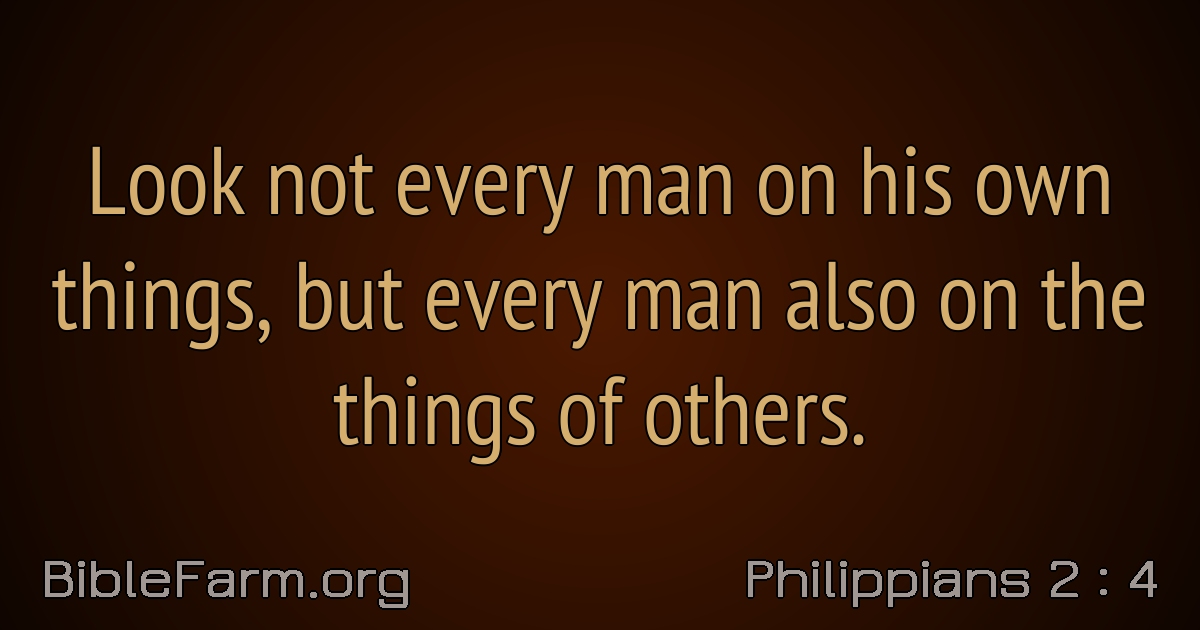 Look not every man on his own
things, but every man also on the
things of others.
BibleFarm.org
Philippians 2 : 4